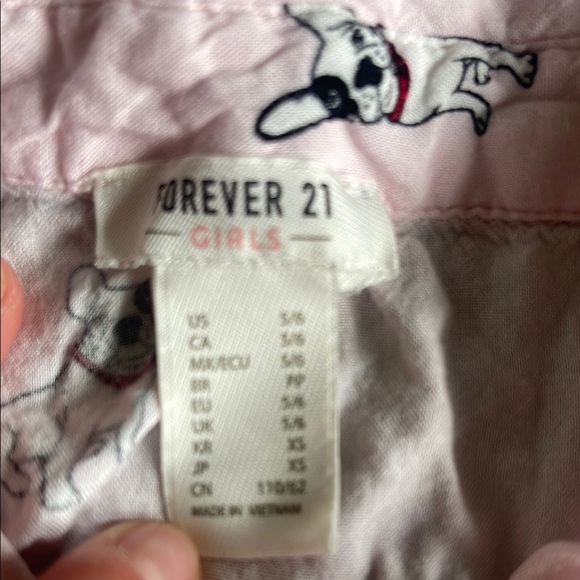 FOREVER 21
GIRLS
US 5/6
CA 5/6
MX/ECU 5/6
BR PP
EU 5/6
UK 5/6
KR XS
JP XS
CN 110/62
MADE IN VIETNAM